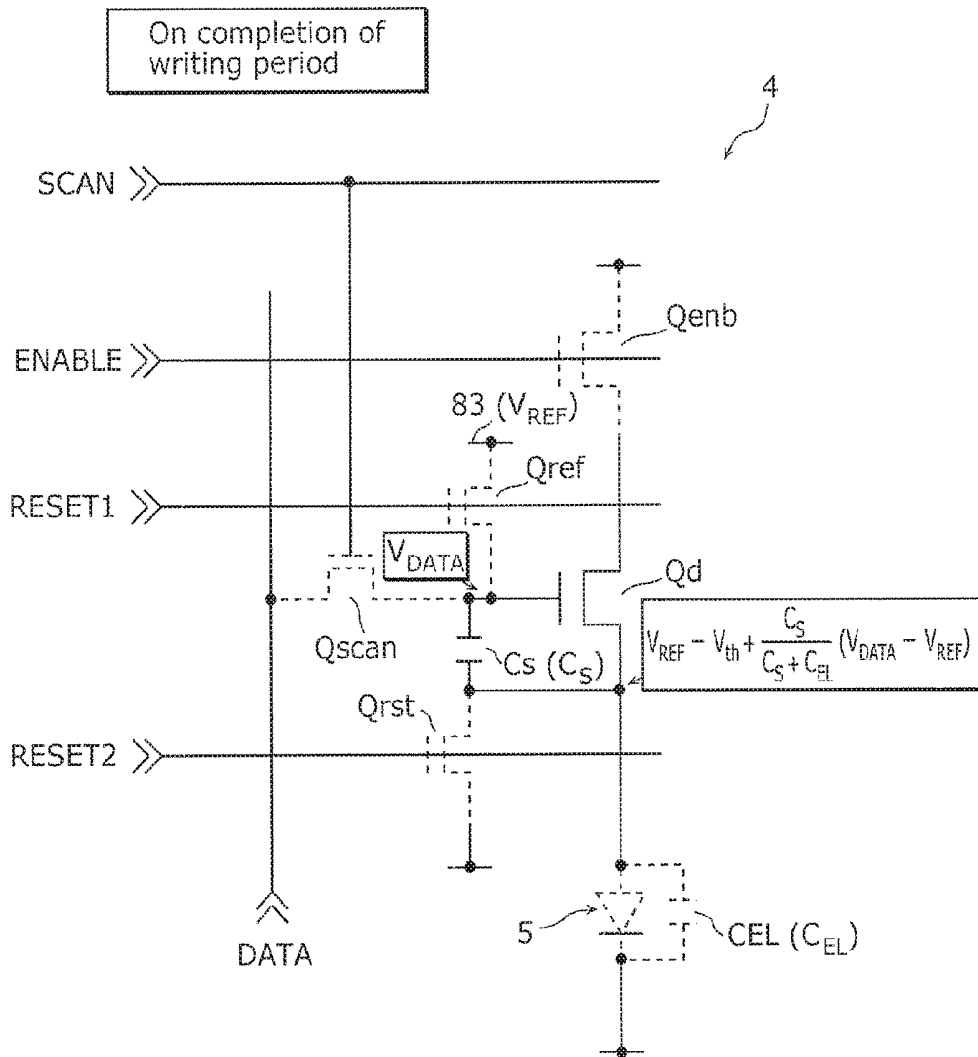 On completion of
writing period
4
SCAN
Qenb
ENABLE
83 (V_REF)
Qref
RESET1
V_DATA
Qd
Qscan
Cs (C_S)
V_REF − V_th + C_S / (C_S + C_EL) (V_DATA − V_REF)
Qrst
RESET2
5
CEL (C_EL)
DATA